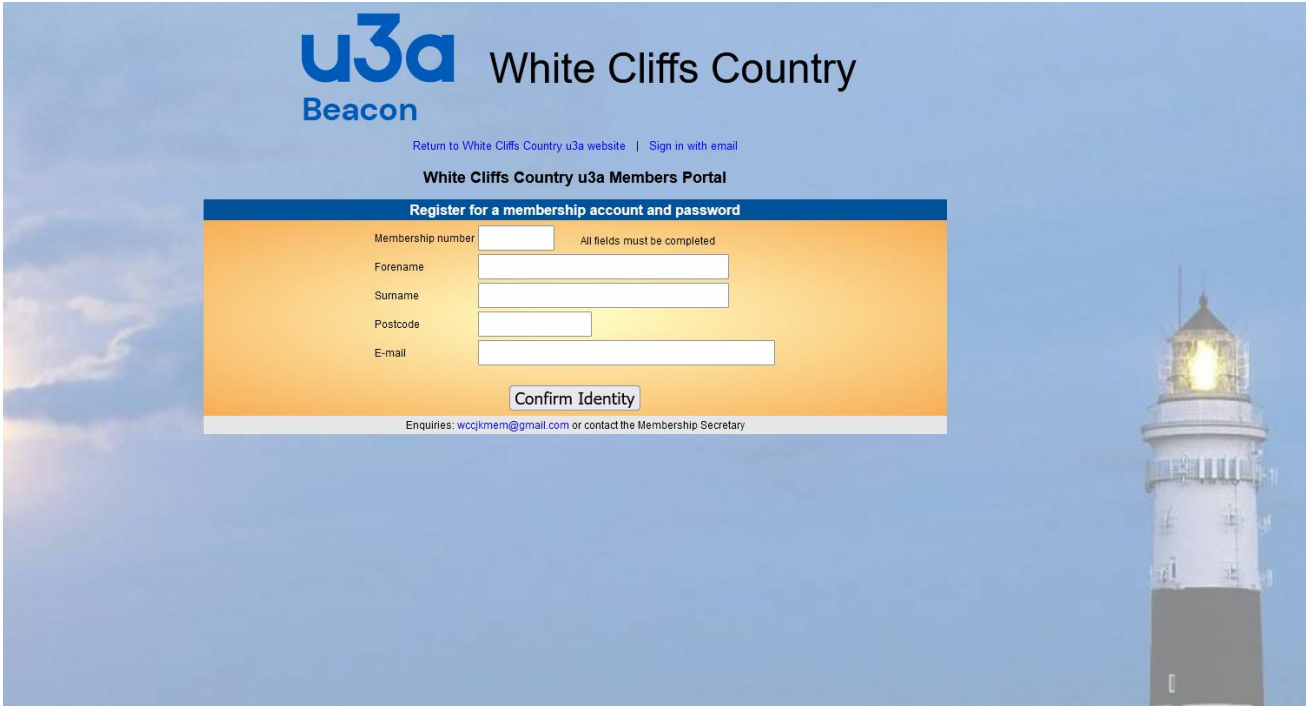 u3a
Beacon
White Cliffs Country
Return to White Cliffs Country u3a website | Sign in with email
White Cliffs Country u3a Members Portal
Register for a membership account and password
Membership number All fields must be completed
Forename
Surname
Postcode
E-mail
Confirm Identity
Enquiries: wccjkmem@gmail.com or contact the Membership Secretary